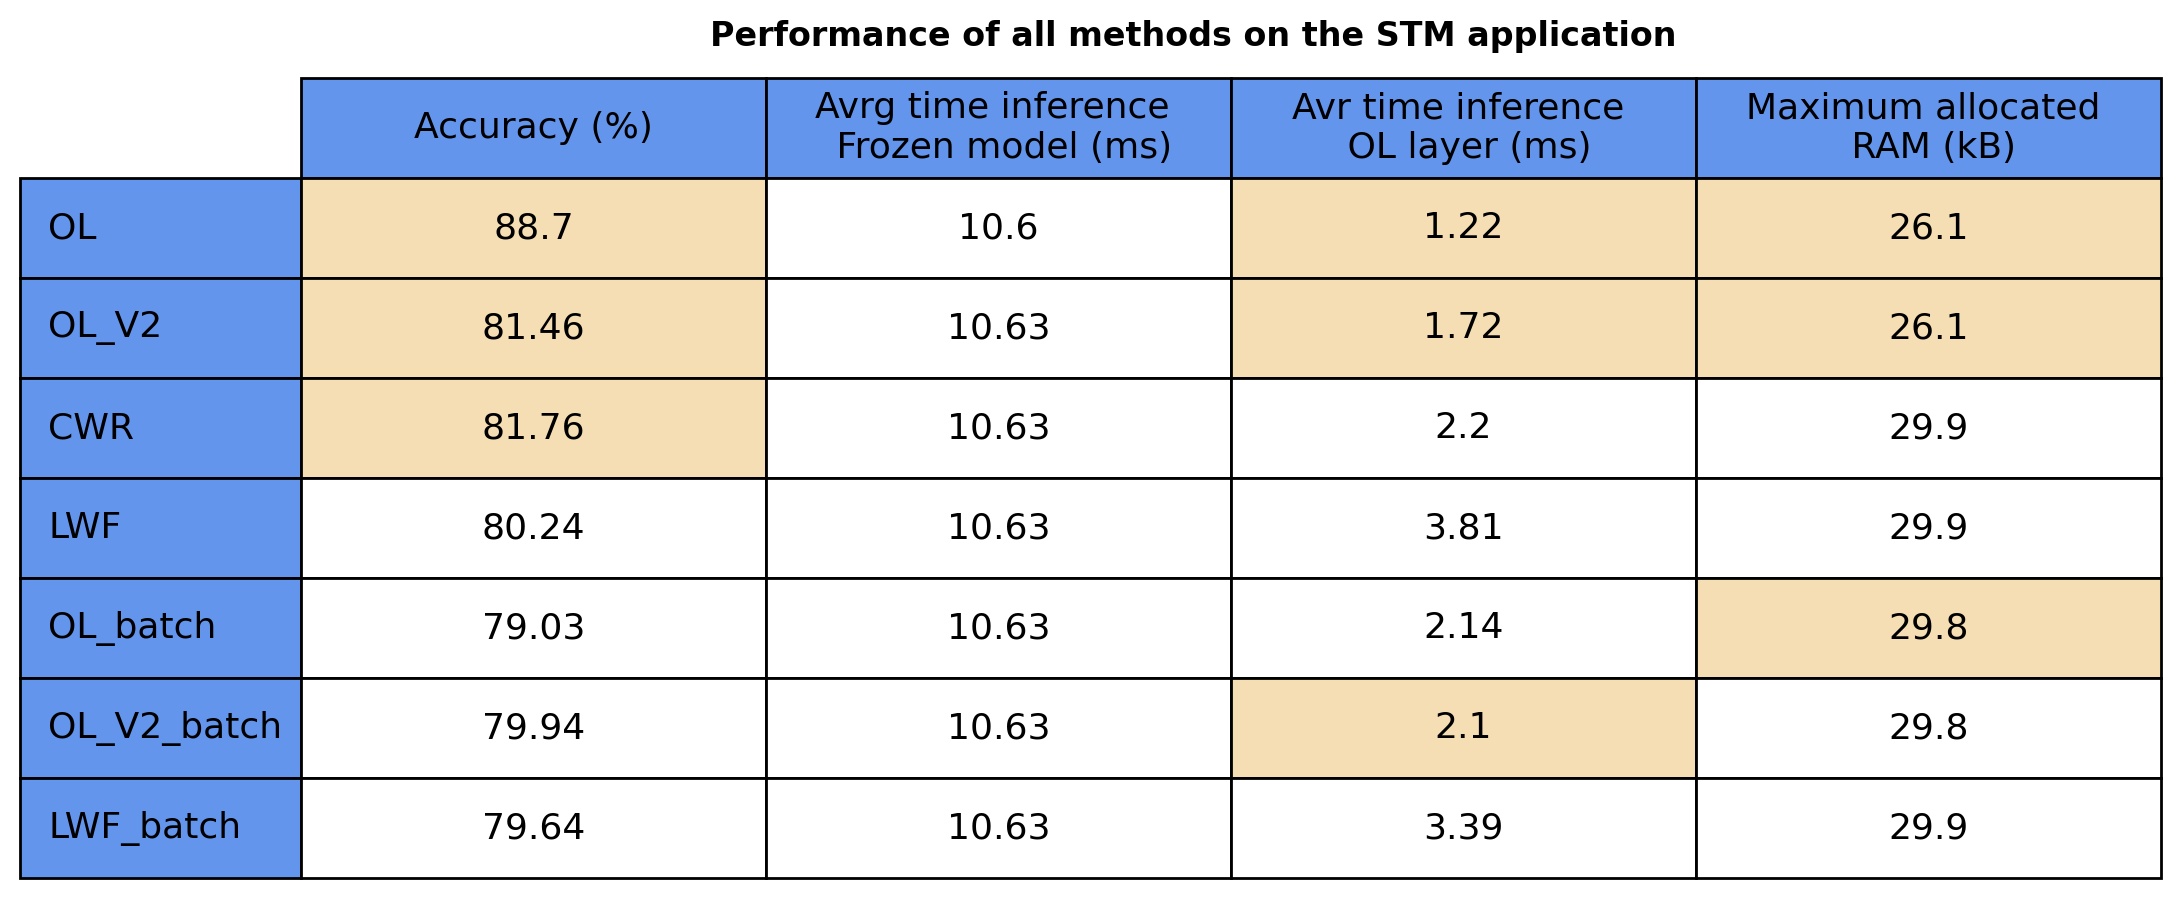 Performance of all methods on the STM application
Accuracy (%)
Avrg time inference
Frozen model (ms)
Avr time inference
OL layer (ms)
Maximum allocated
RAM (kB)
OL 88.7 10.6 1.22 26.1
OL_V2 81.46 10.63 1.72 26.1
CWR 81.76 10.63 2.2 29.9
LWF 80.24 10.63 3.81 29.9
OL_batch 79.03 10.63 2.14 29.8
OL_V2_batch 79.94 10.63 2.1 29.8
LWF_batch 79.64 10.63 3.39 29.9